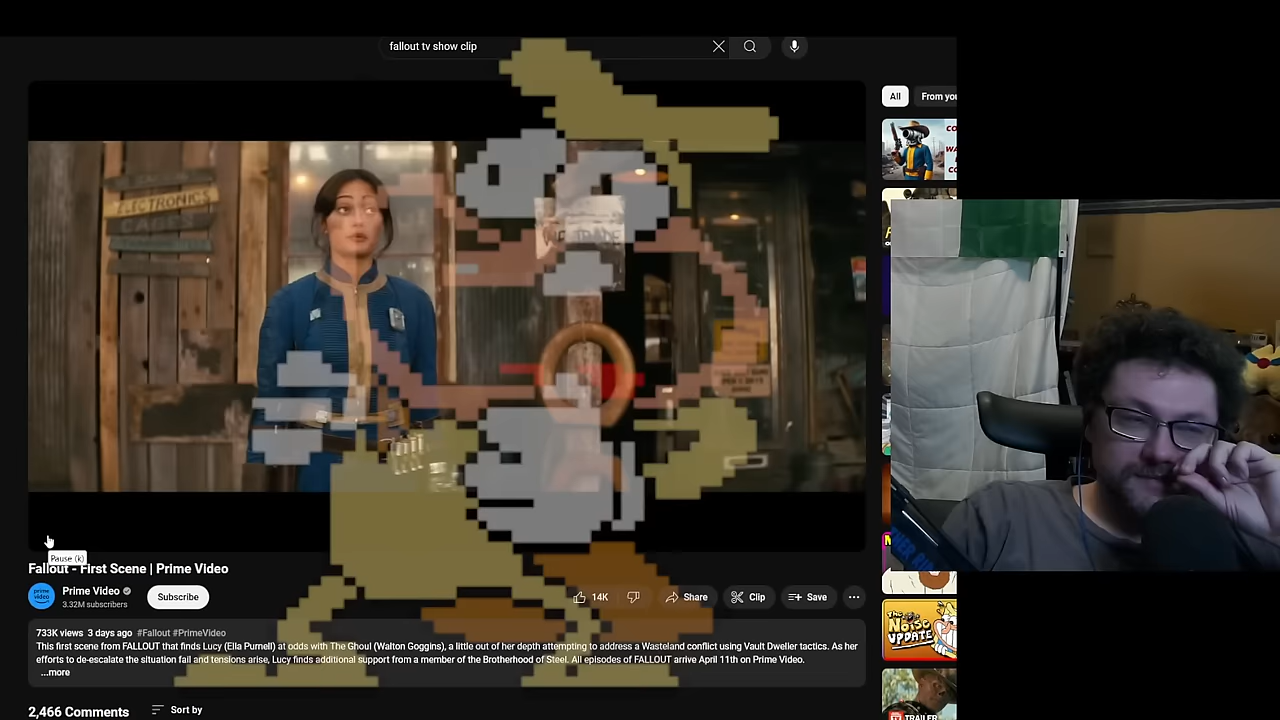 fallout tv show clip
All
From you
ELECTRONICS
Pause (k)
Fallout - First Scene | Prime Video
prime video
Prime Video
3.32M subscribers
Subscribe
14K
Share
Clip
Save
733K views 3 days ago #Fallout #PrimeVideo
This first scene from FALLOUT that finds Lucy (Ella Purnell) at odds with The Ghoul (Walton Goggins), a little out of her depth attempting to address a Wasteland conflict using Vault Dweller tactics. As her
efforts to de-escalate the situation fail and tensions arise, Lucy finds additional support from a member of the Brotherhood of Steel. All episodes of FALLOUT arrive April 11th on Prime Video.
...more
2,466 Comments
Sort by
THE
NOISE
UPDATE
TRAILER